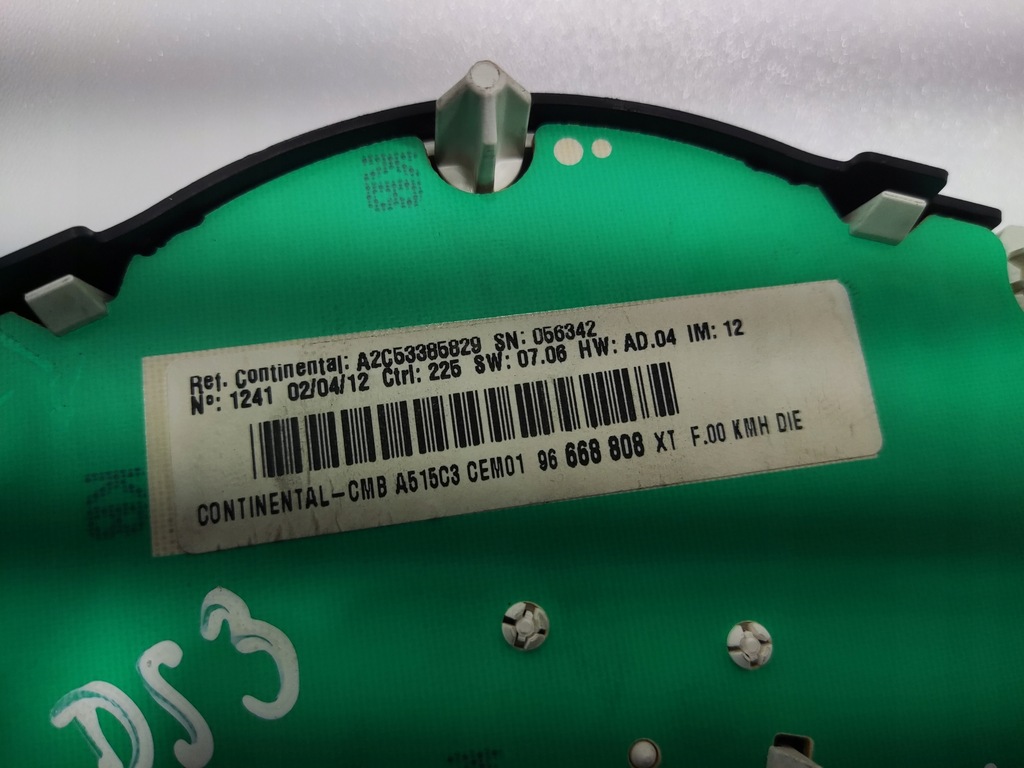 Ref. Continental: A2C53385829 SN: 056342
Nº: 1241 02/04/12 Ctrl: 225 SW: 07.06 HW: AD.04 IM: 12
CONTINENTAL-CMB A515C3 CEM01 96 668 808 XT F.00 KMH DIE
DS3